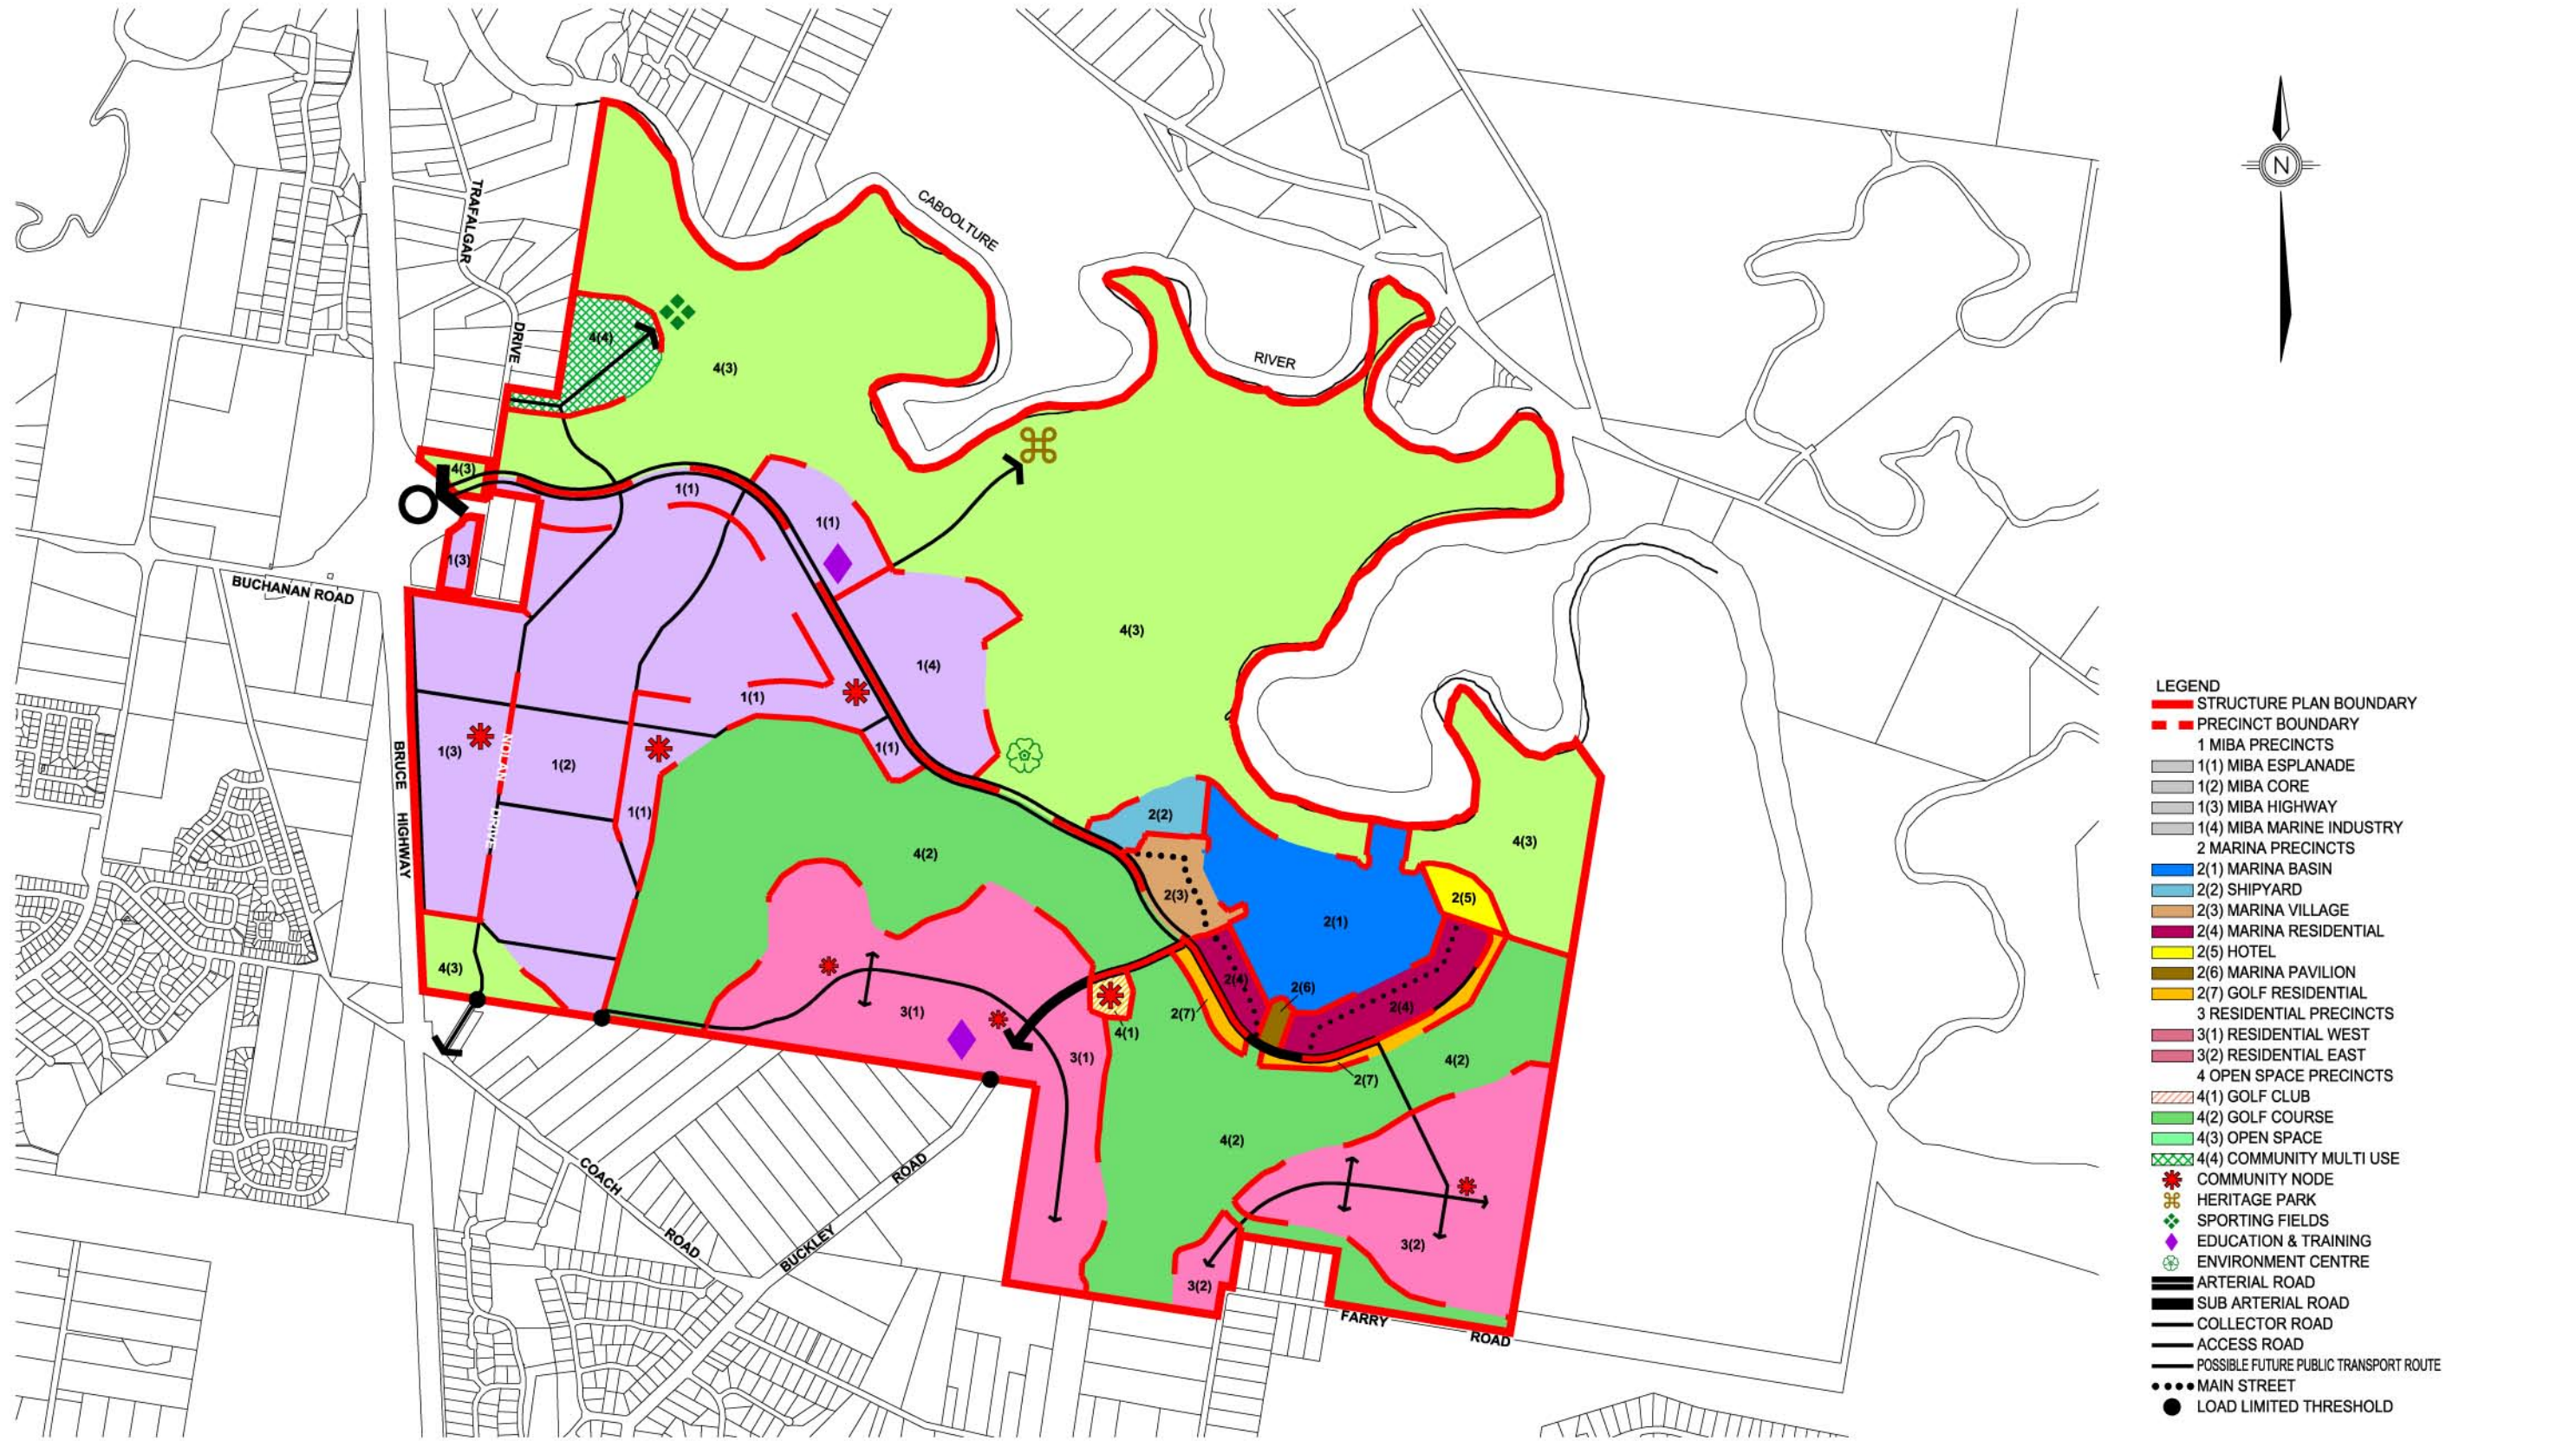 CABOOLTURE
N
TRAFALGAR
DRIVE
4(4)
RIVER
4(3)
4(3)
1(1)
1(1)
1(3)
BUCHANAN ROAD
4(3)
1(4)
1(1)
1(1)
BRUCE
HIGHWAY
1(3)
NOLAN
DRIVE
1(2)
1(1)
2(2)
4(3)
4(2)
2(3)
2(5)
2(1)
4(3)
2(4)
2(6)
2(4)
2(7)
3(1)
4(1)
3(1)
4(2)
2(7)
4(2)
COACH
ROAD
BUCKLEY
ROAD
3(2)
3(2)
FARRY
ROAD
LEGEND
STRUCTURE PLAN BOUNDARY
PRECINCT BOUNDARY
1 MIBA PRECINCTS
1(1) MIBA ESPLANADE
1(2) MIBA CORE
1(3) MIBA HIGHWAY
1(4) MIBA MARINE INDUSTRY
2 MARINA PRECINCTS
2(1) MARINA BASIN
2(2) SHIPYARD
2(3) MARINA VILLAGE
2(4) MARINA RESIDENTIAL
2(5) HOTEL
2(6) MARINA PAVILION
2(7) GOLF RESIDENTIAL
3 RESIDENTIAL PRECINCTS
3(1) RESIDENTIAL WEST
3(2) RESIDENTIAL EAST
4 OPEN SPACE PRECINCTS
4(1) GOLF CLUB
4(2) GOLF COURSE
4(3) OPEN SPACE
4(4) COMMUNITY MULTI USE
COMMUNITY NODE
HERITAGE PARK
SPORTING FIELDS
EDUCATION & TRAINING
ENVIRONMENT CENTRE
ARTERIAL ROAD
SUB ARTERIAL ROAD
COLLECTOR ROAD
ACCESS ROAD
POSSIBLE FUTURE PUBLIC TRANSPORT ROUTE
MAIN STREET
LOAD LIMITED THRESHOLD